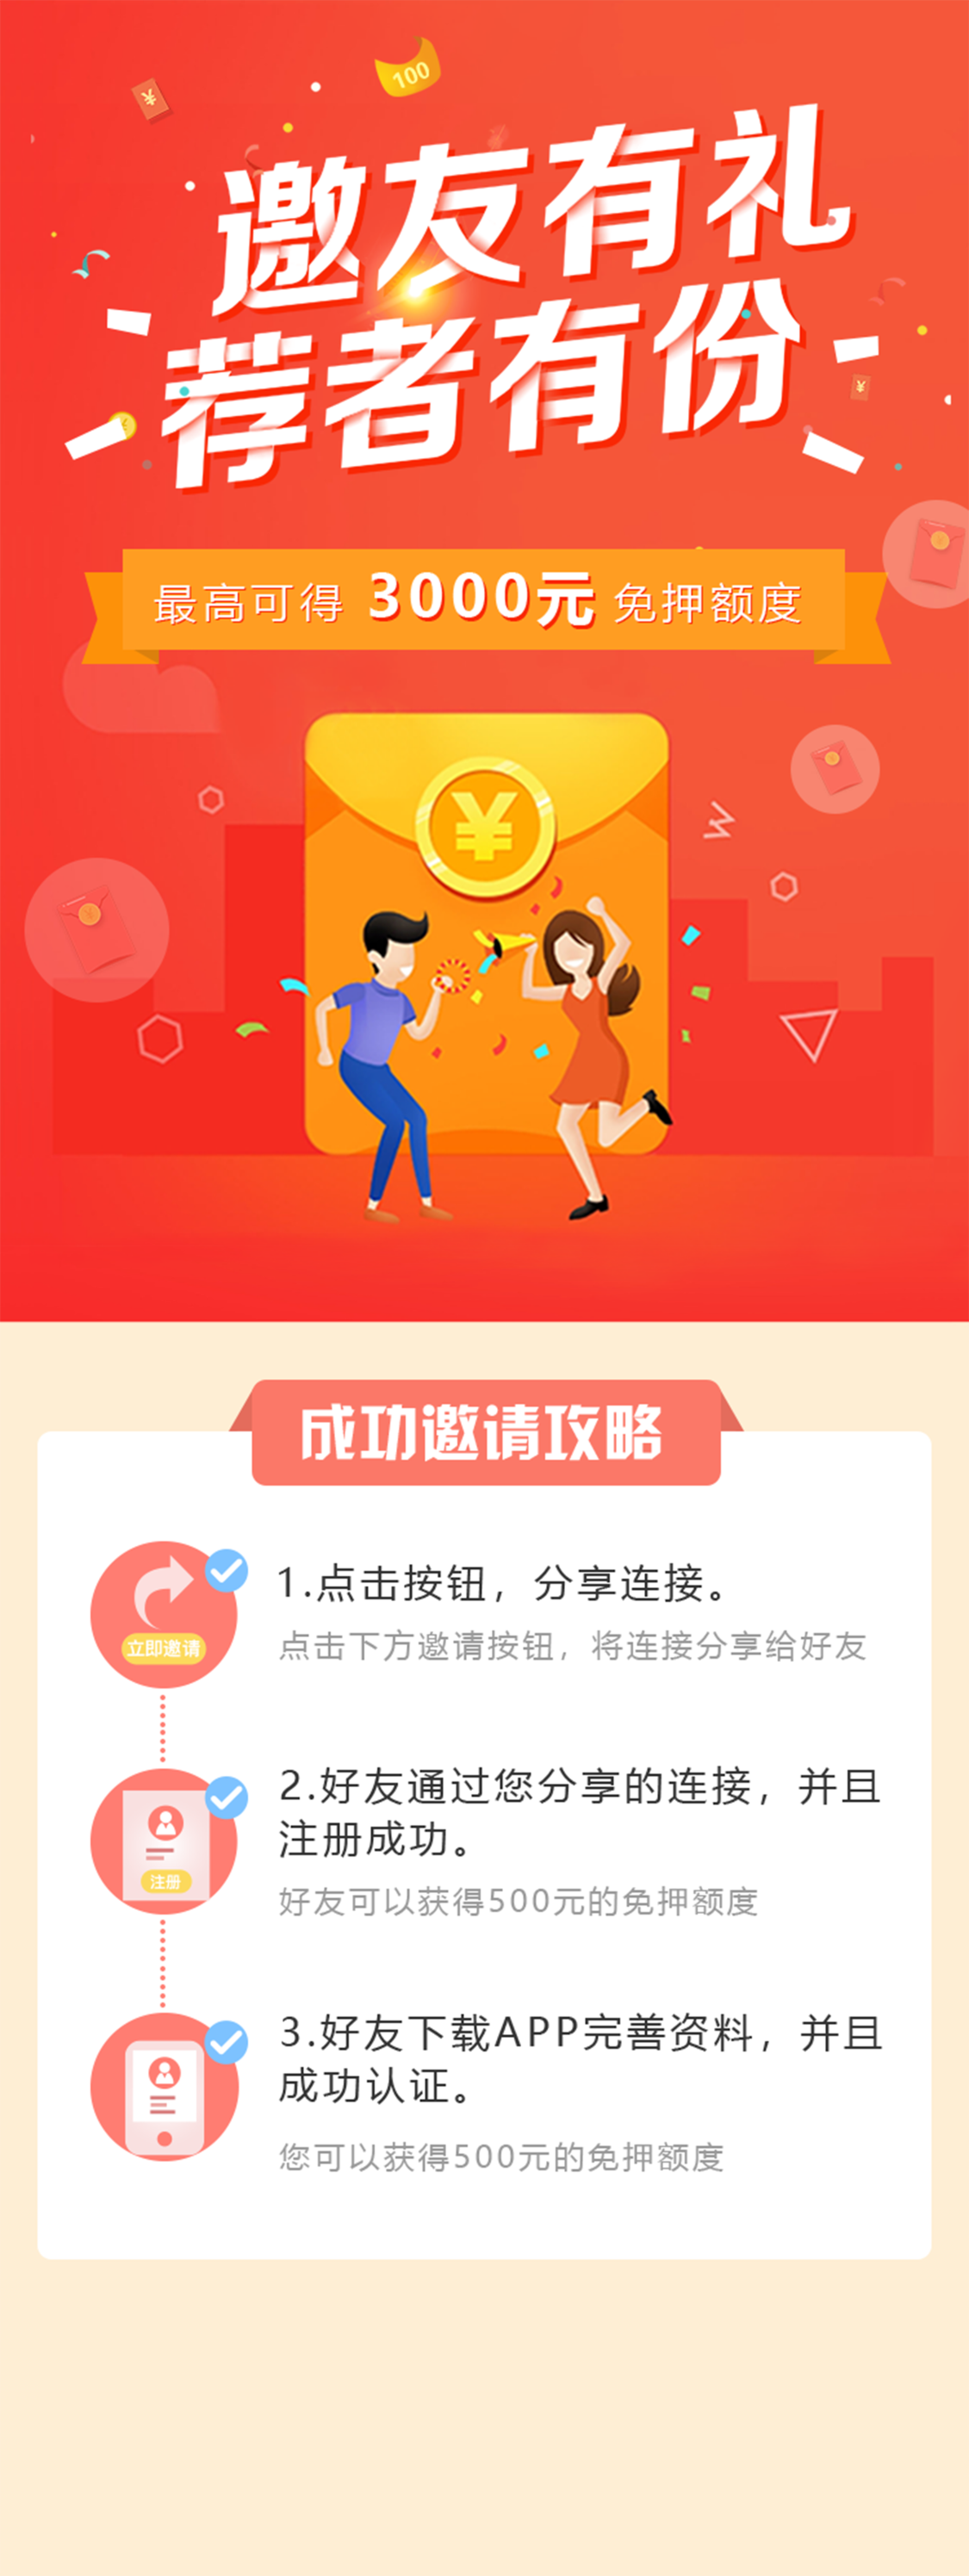 100
邀友有礼
荐者有份
最高可得 3000元 免押额度
¥
成功邀请攻略
立即邀请
1.点击按钮，分享连接。
点击下方邀请按钮，将连接分享给好友
2.好友通过您分享的连接，并且
注册成功。
注册
好友可以获得500元的免押额度
3.好友下载APP完善资料，并且
成功认证。
您可以获得500元的免押额度